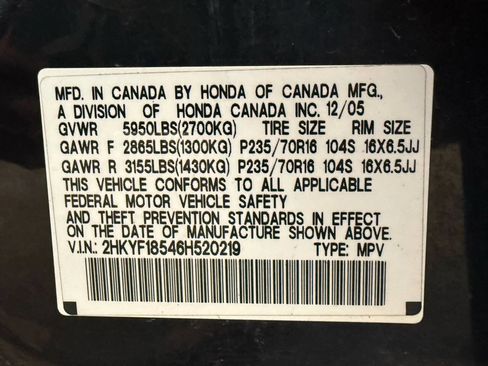 MFD. IN CANADA BY HONDA OF CANADA MFG.,
A DIVISION OF HONDA CANADA INC. 12/05
GVWR 5950LBS(2700KG) TIRE SIZE RIM SIZE
GAWR F 2865LBS(1300KG) P235/70R16 104S 16X6.5JJ
GAWR R 3155LBS(1430KG) P235/70R16 104S 16X6.5JJ
THIS VEHICLE CONFORMS TO ALL APPLICABLE
FEDERAL MOTOR VEHICLE SAFETY
AND THEFT PREVENTION STANDARDS IN EFFECT
ON THE DATE OF MANUFACTURE SHOWN ABOVE.
V.I.N.: 2HKYF18546H520219 TYPE: MPV